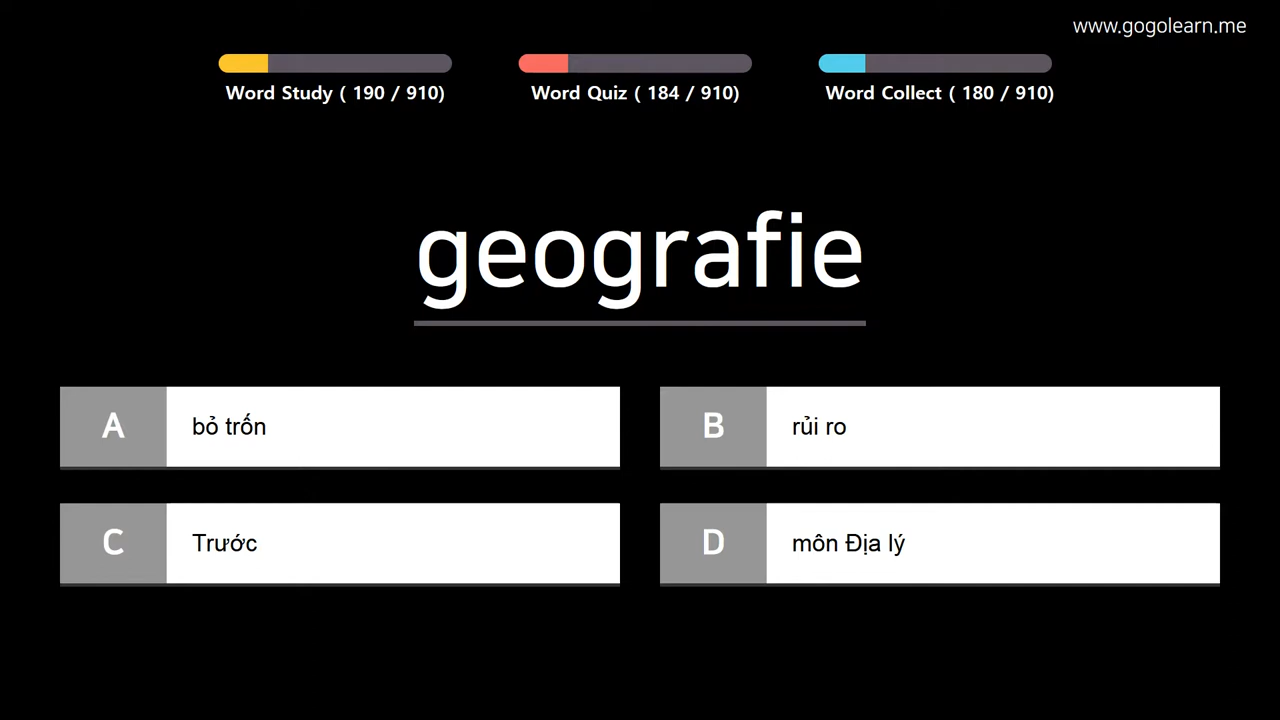 www.gogolearn.me
Word Study ( 190 / 910)
Word Quiz ( 184 / 910)
Word Collect ( 180 / 910)
geografie
A
bỏ trốn
B
rủi ro
C
Trước
D
môn Địa lý